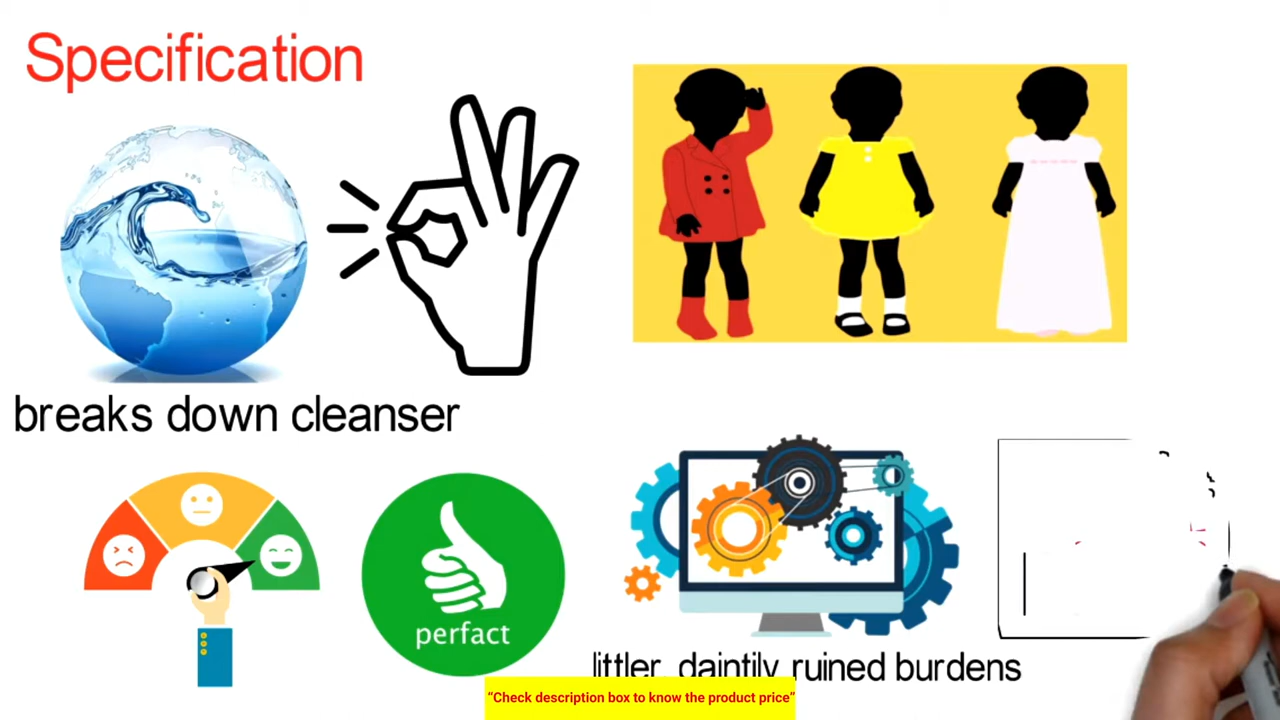 Specification
breaks down cleanser
perfact
littler, daintily ruined burdens
“Check description box to know the product price”